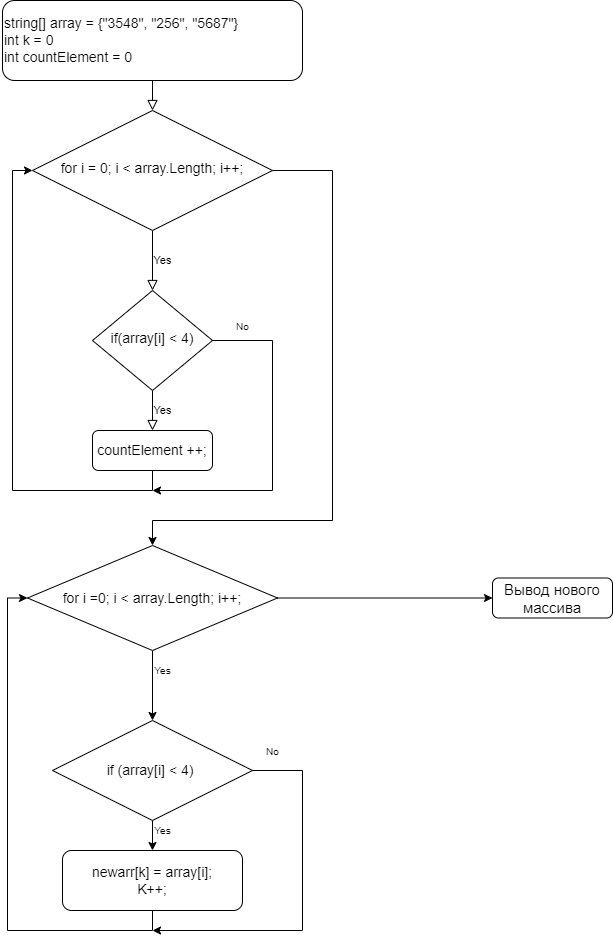 string[] array = {"3548", "256", "5687"}
int k = 0
int countElement = 0
for i = 0; i < array.Length; i++;
Yes
if(array[i] < 4)
No
Yes
countElement ++;
for i =0; i < array.Length; i++;
Вывод нового
массива
Yes
if (array[i] < 4)
No
Yes
newarr[k] = array[i];
K++;